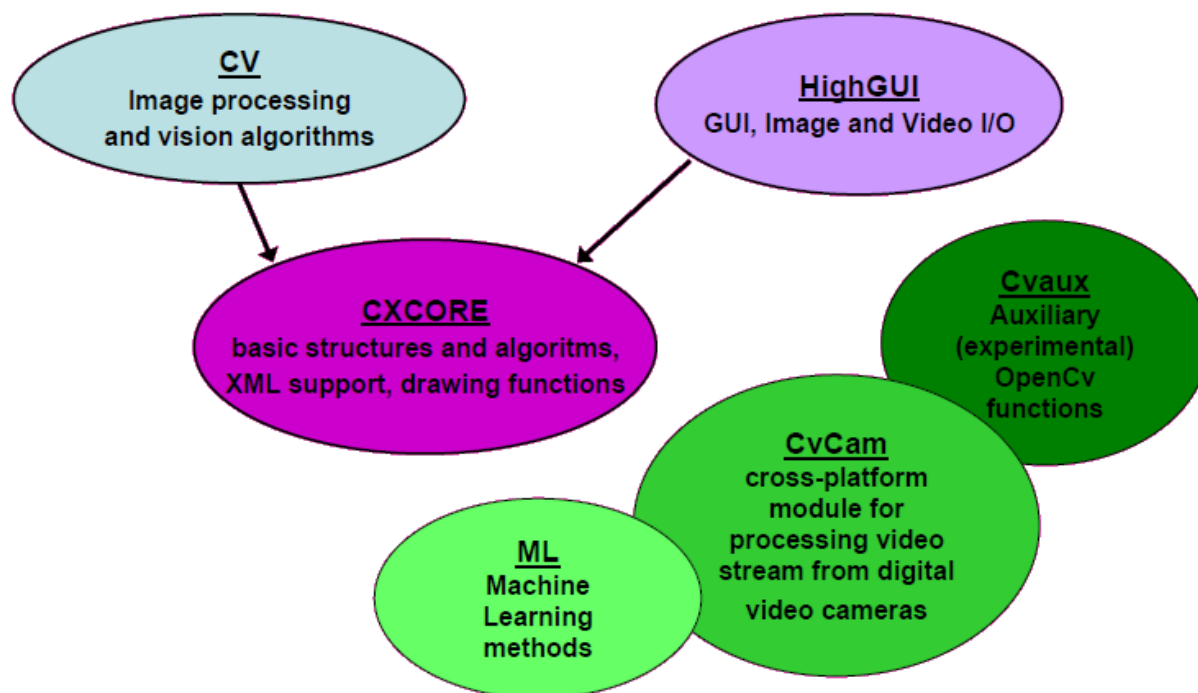 CV
Image processing
and vision algorithms
HighGUI
GUI, Image and Video I/O
CXCORE
basic structures and algoritms,
XML support, drawing functions
Cvaux
Auxiliary
(experimental)
OpenCv
functions
CvCam
cross-platform
module for
processing video
stream from digital
video cameras
ML
Machine
Learning
methods